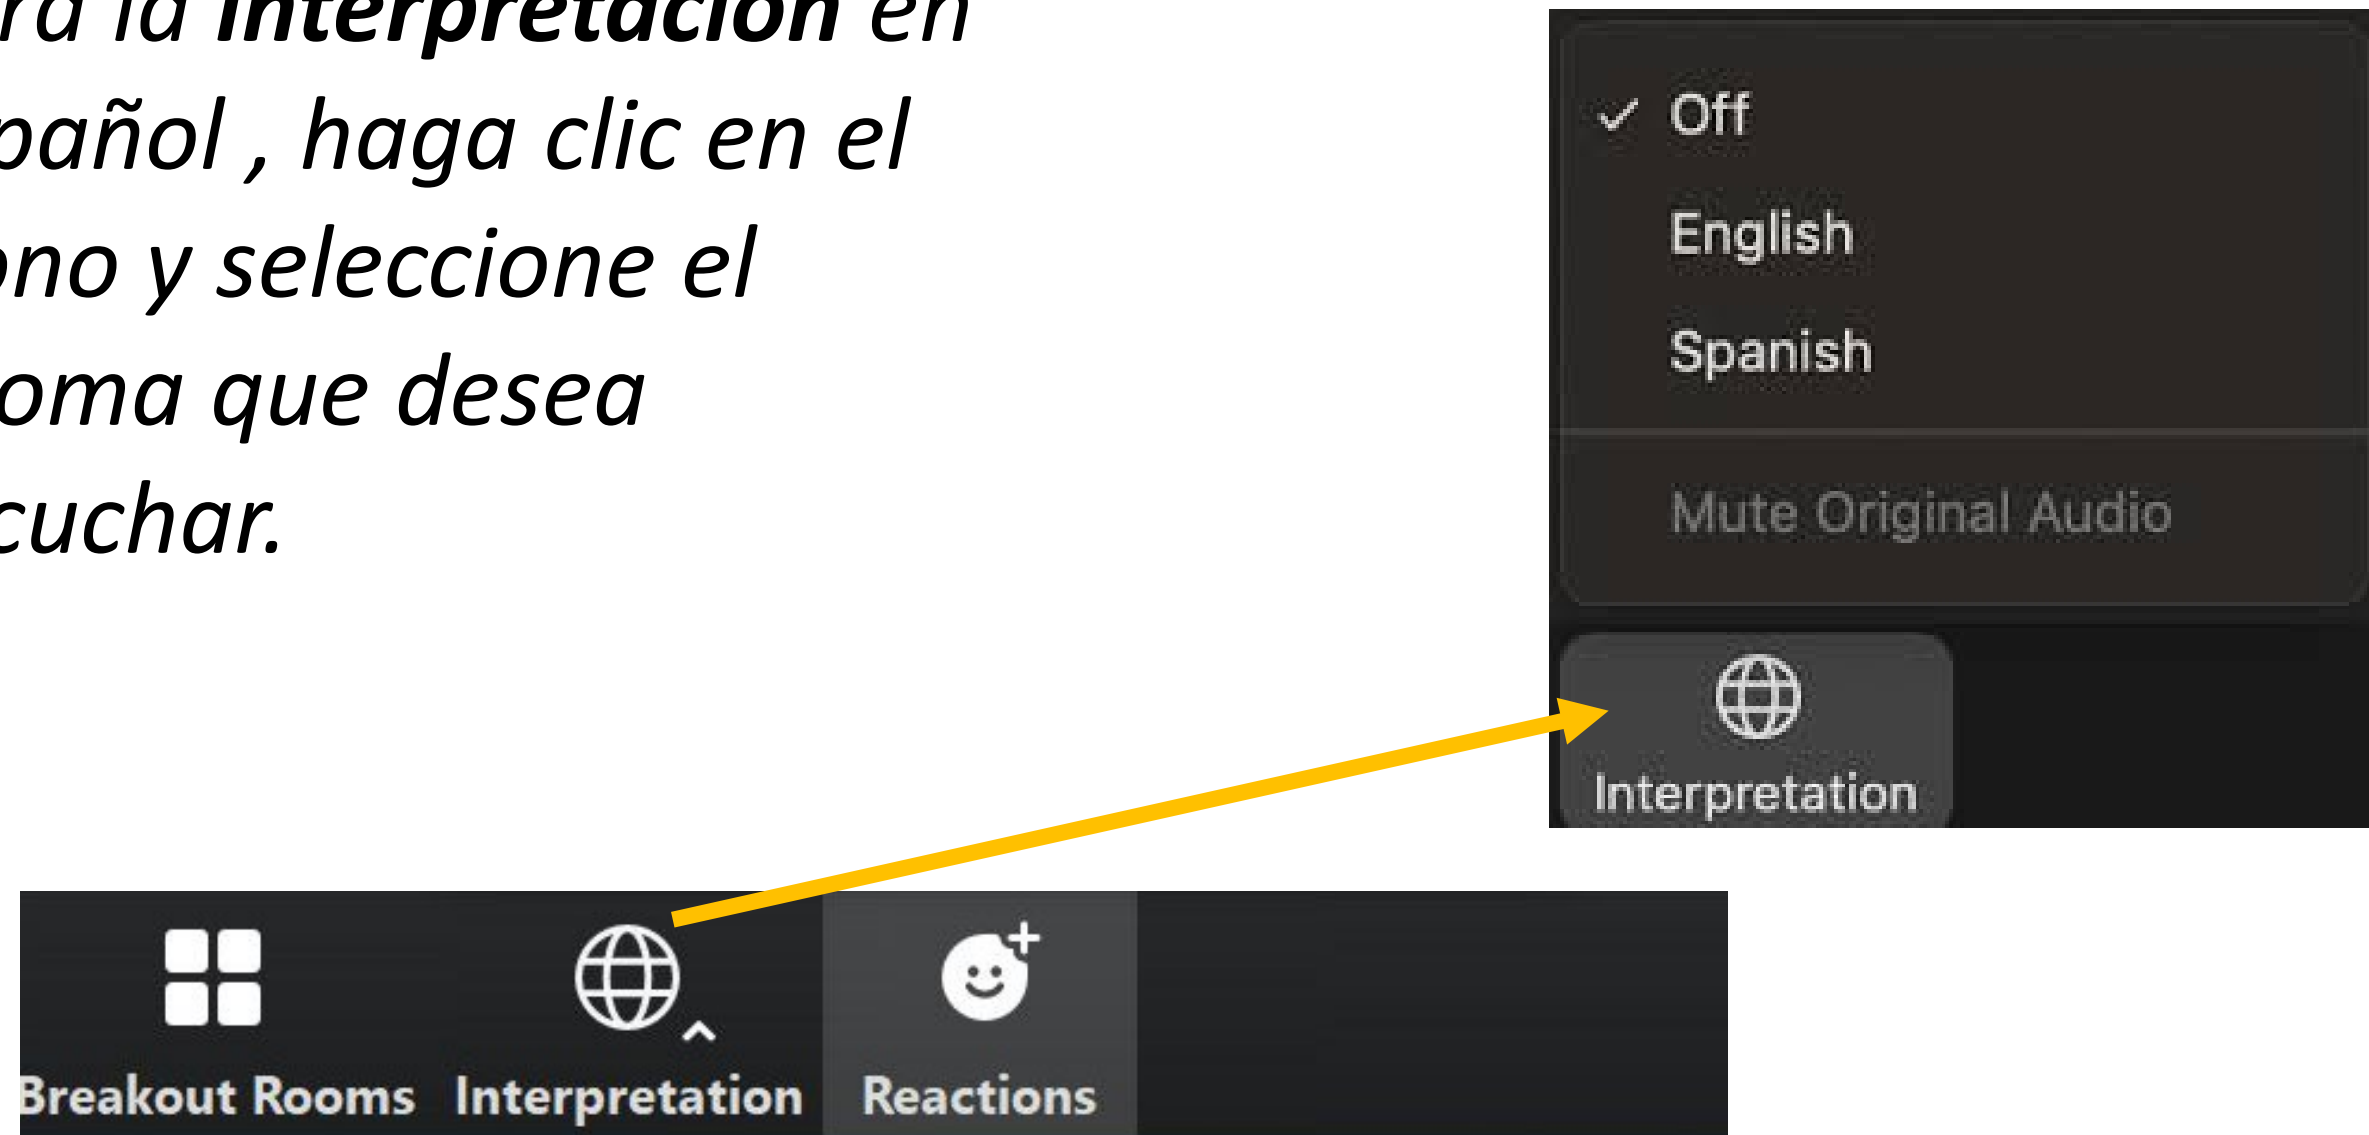 ra la interpretación en
pañol , haga clic en el
ono y seleccione el
oma que desea
cuchar.
Off
English
Spanish
Mute Original Audio
Interpretation
Breakout Rooms Interpretation Reactions